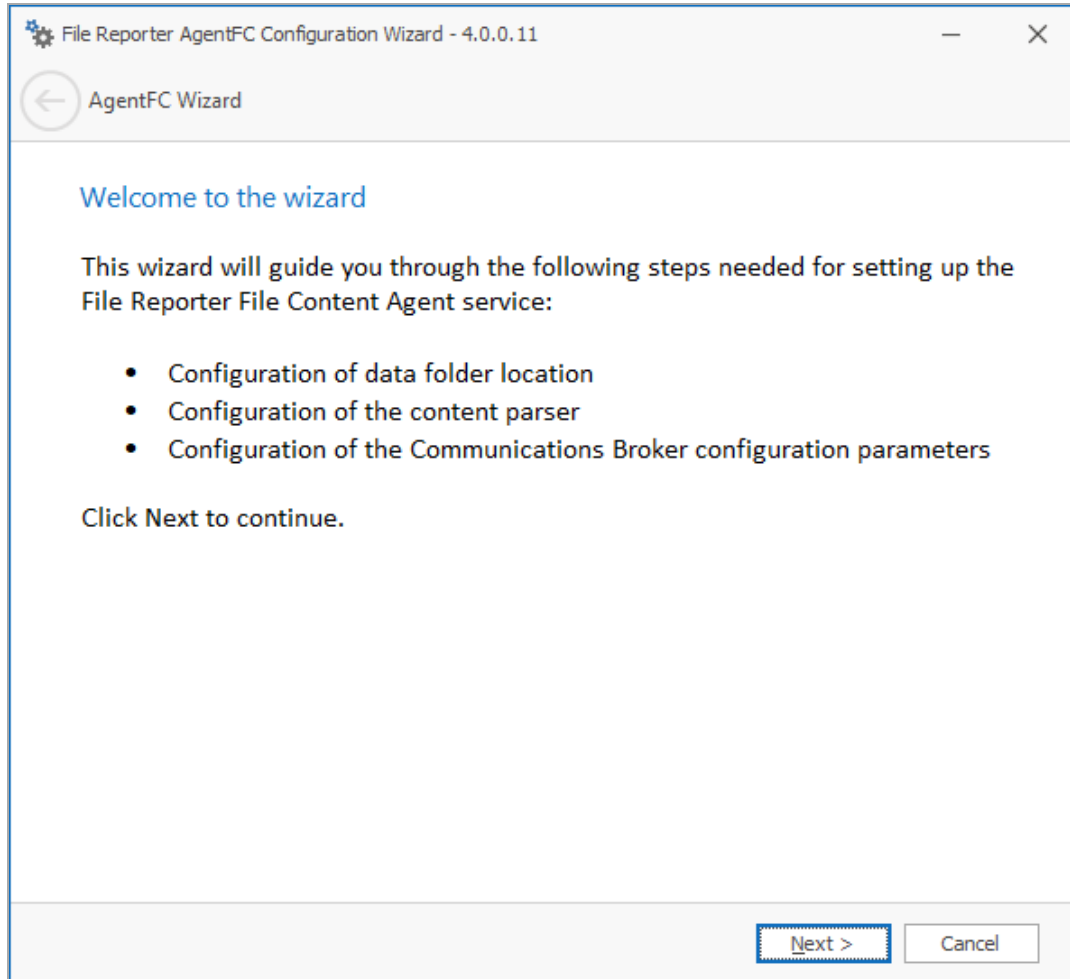 File Reporter AgentFC Configuration Wizard - 4.0.0.11
AgentFC Wizard
Welcome to the wizard
This wizard will guide you through the following steps needed for setting up the
File Reporter File Content Agent service:
• Configuration of data folder location
• Configuration of the content parser
• Configuration of the Communications Broker configuration parameters
Click Next to continue.
Next >
Cancel